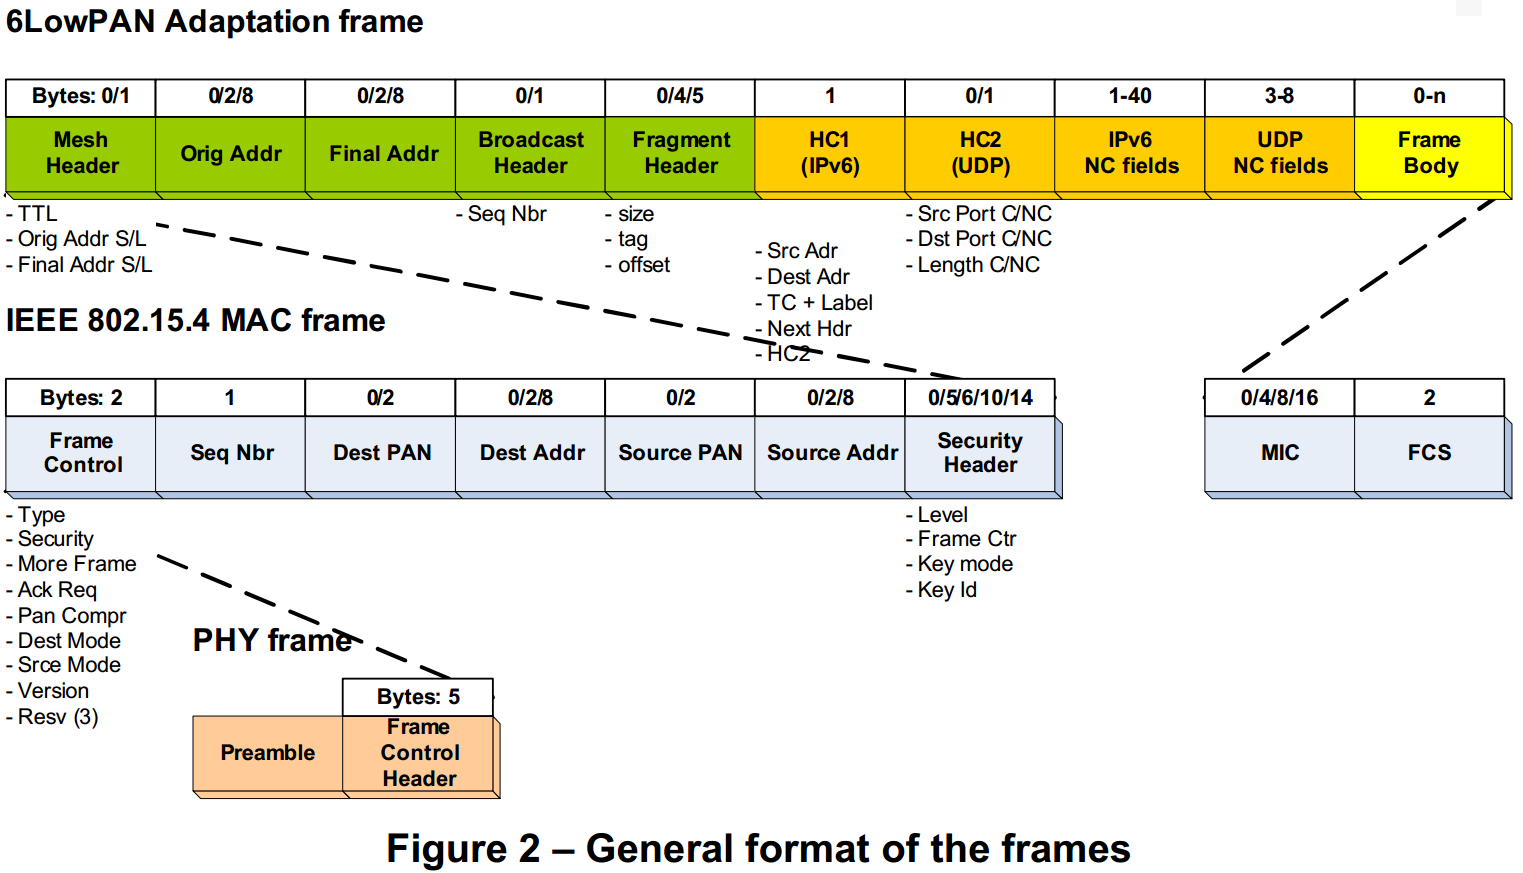 6LowPAN Adaptation frame
Bytes: 0/1 0/2/8 0/2/8 0/1 0/4/5 1 0/1 1-40 3-8 0-n
Mesh Header Orig Addr Final Addr Broadcast Header Fragment Header HC1 (IPv6) HC2 (UDP) IPv6 NC fields UDP NC fields Frame Body
- TTL
- Orig Addr S/L
- Final Addr S/L
- Seq Nbr
- size
- tag
- offset
- Src Adr
- Dest Adr
- TC + Label
- Next Hdr
- HC2
- Src Port C/NC
- Dst Port C/NC
- Length C/NC
IEEE 802.15.4 MAC frame
Bytes: 2 1 0/2 0/2/8 0/2 0/2/8 0/5/6/10/14 0/4/8/16 2
Frame Control Seq Nbr Dest PAN Dest Addr Source PAN Source Addr Security Header MIC FCS
- Type
- Security
- More Frame
- Ack Req
- Pan Compr
- Dest Mode
- Srce Mode
- Version
- Resv (3)
- Level
- Frame Ctr
- Key mode
- Key Id
PHY frame
Bytes: 5
Preamble Frame Control Header
Figure 2 – General format of the frames